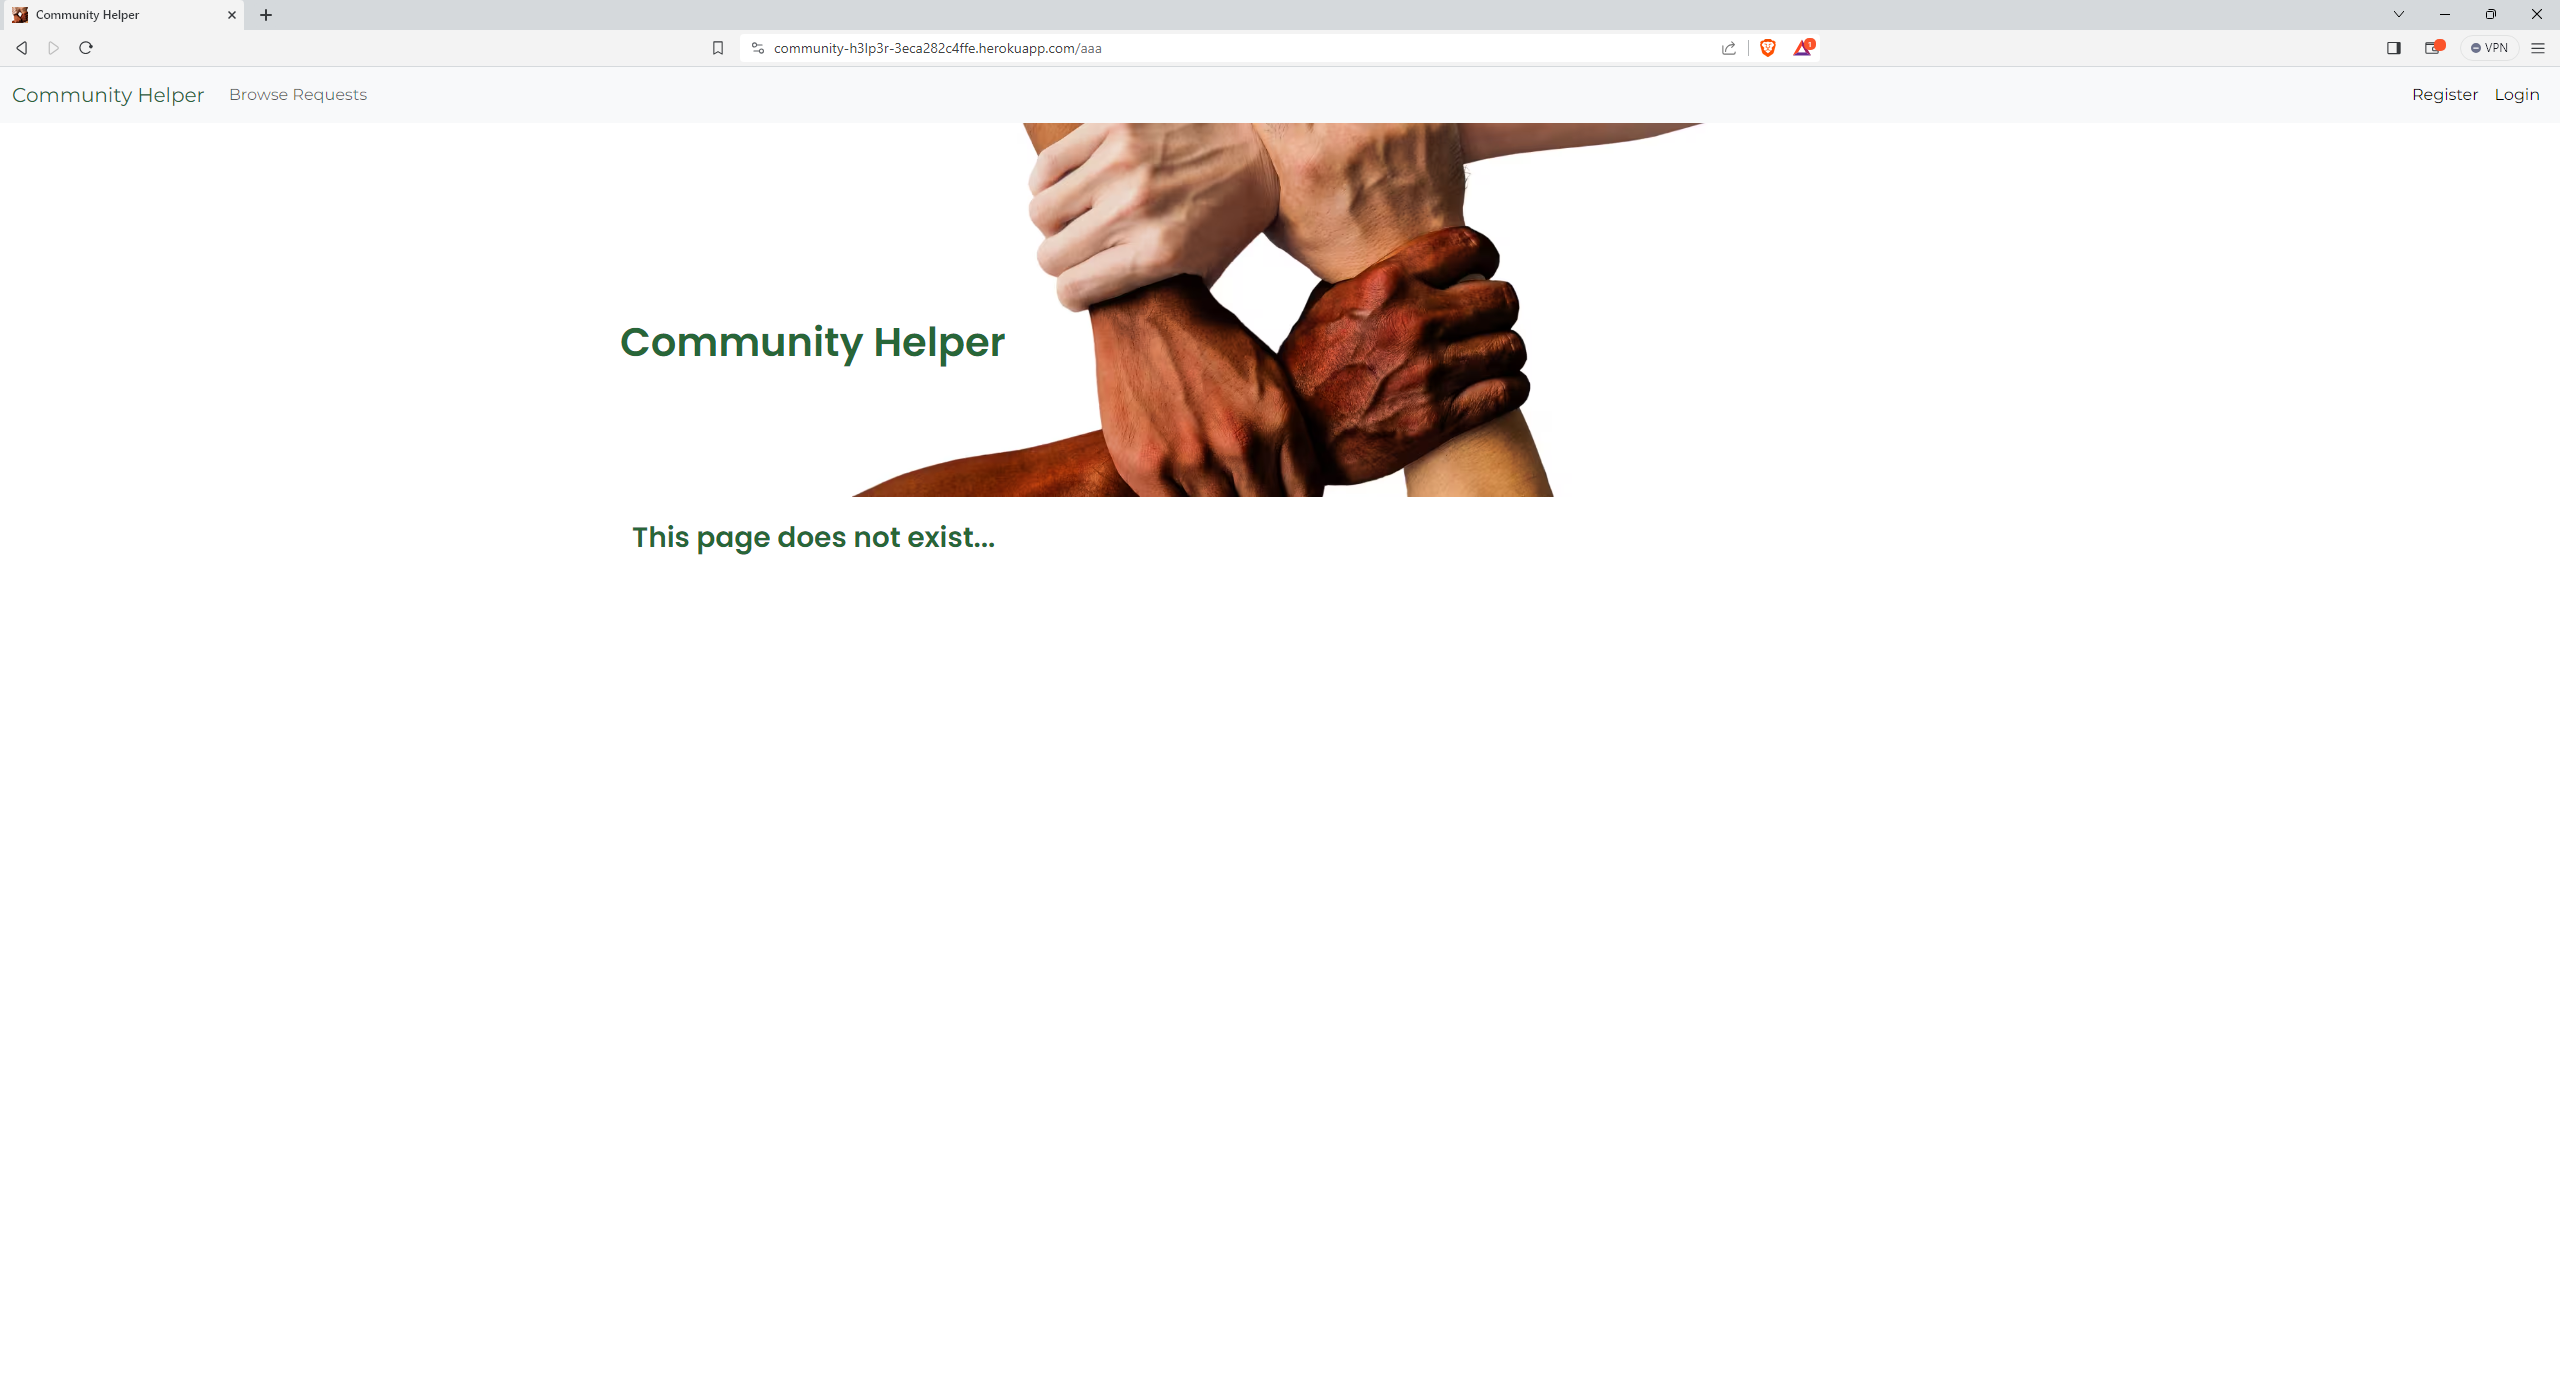 Community Helper
community-h3lp3r-3eca282c4ffe.herokuapp.com/aaa
1
VPN
Community Helper
Browse Requests
Register
Login
Community Helper
This page does not exist...